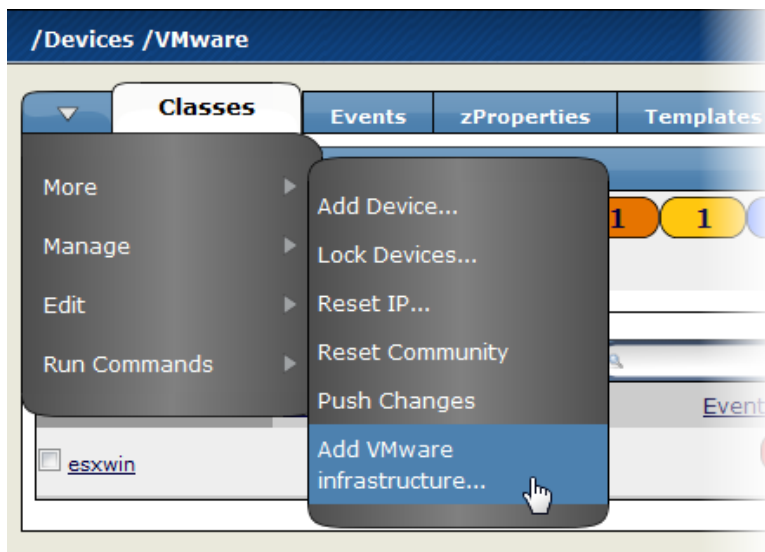 /Devices /VMware
Classes
Events
zProperties
Templates
More
Manage
Edit
Run Commands
Add Device...
Lock Devices...
Reset IP...
Reset Community
Push Changes
Add VMware
infrastructure...
1
1
Event
esxwin